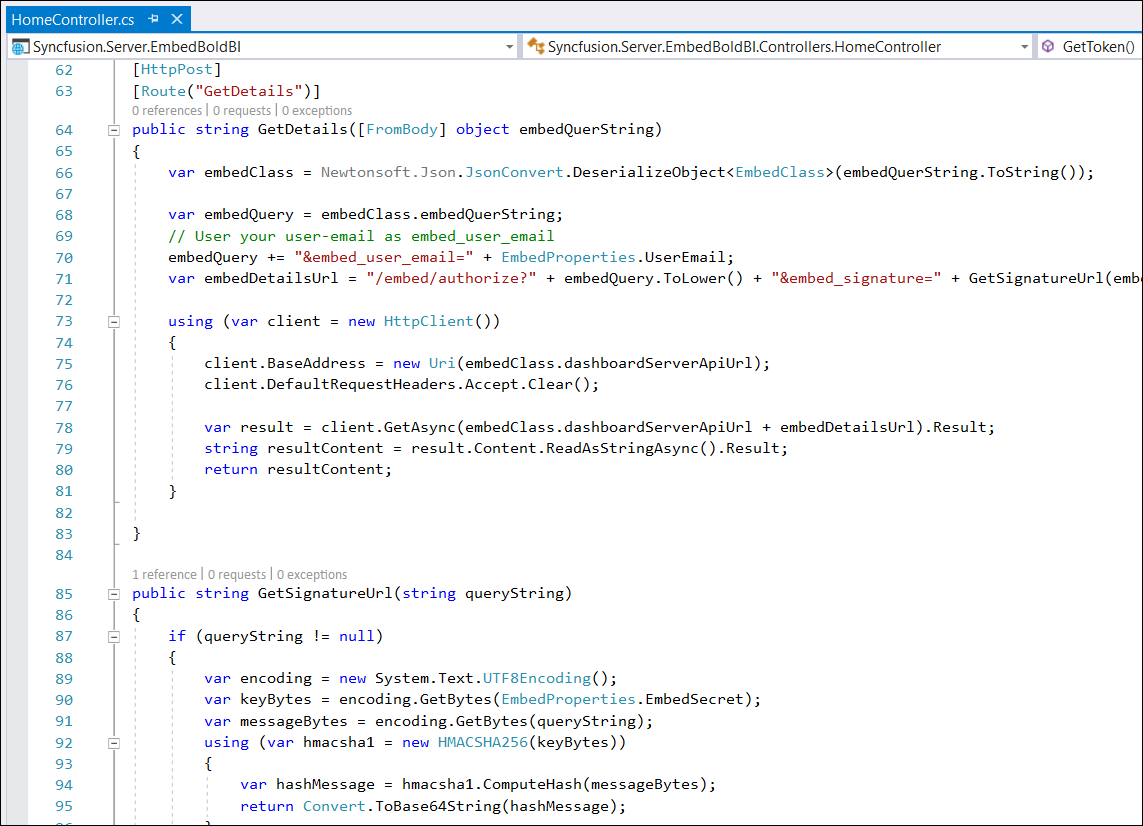 HomeController.cs
Syncfusion.Server.EmbedBoldBI Syncfusion.Server.EmbedBoldBI.Controllers.HomeController GetToken()
62 [HttpPost]
63 [Route("GetDetails")]
0 references | 0 requests | 0 exceptions
64 public string GetDetails([FromBody] object embedQuerString)
65 {
66 var embedClass = Newtonsoft.Json.JsonConvert.DeserializeObject<EmbedClass>(embedQuerString.ToString());
67
68 var embedQuery = embedClass.embedQuerString;
69 // User your user-email as embed_user_email
70 embedQuery += "&embed_user_email=" + EmbedProperties.UserEmail;
71 var embedDetailsUrl = "/embed/authorize?" + embedQuery.ToLower() + "&embed_signature=" + GetSignatureUrl(embe
72
73 using (var client = new HttpClient())
74 {
75 client.BaseAddress = new Uri(embedClass.dashboardServerApiUrl);
76 client.DefaultRequestHeaders.Accept.Clear();
77
78 var result = client.GetAsync(embedClass.dashboardServerApiUrl + embedDetailsUrl).Result;
79 string resultContent = result.Content.ReadAsStringAsync().Result;
80 return resultContent;
81 }
82
83 }
84
1 reference | 0 requests | 0 exceptions
85 public string GetSignatureUrl(string queryString)
86 {
87 if (queryString != null)
88 {
89 var encoding = new System.Text.UTF8Encoding();
90 var keyBytes = encoding.GetBytes(EmbedProperties.EmbedSecret);
91 var messageBytes = encoding.GetBytes(queryString);
92 using (var hmacsha1 = new HMACSHA256(keyBytes))
93 {
94 var hashMessage = hmacsha1.ComputeHash(messageBytes);
95 return Convert.ToBase64String(hashMessage);